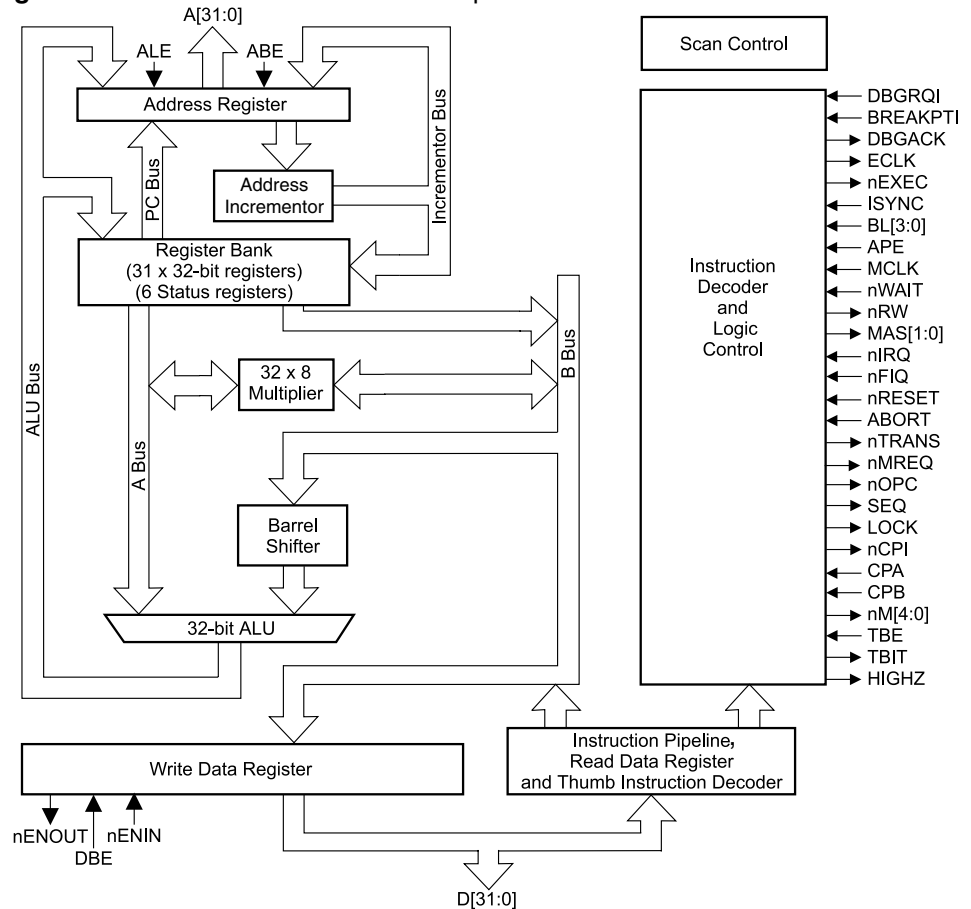 A[31:0]
ALE
ABE
Address Register
PC Bus
Address
Incrementor
Incrementor Bus
Register Bank
(31 x 32-bit registers)
(6 Status registers)
ALU Bus
A Bus
32 x 8
Multiplier
B Bus
Barrel
Shifter
32-bit ALU
Write Data Register
nENOUT
DBE
nENIN
Instruction Pipeline,
Read Data Register
and Thumb Instruction Decoder
D[31:0]
Scan Control
Instruction
Decoder
and
Logic
Control
DBGRQI
BREAKPTI
DBGACK
ECLK
nEXEC
ISYNC
BL[3:0]
APE
MCLK
nWAIT
nRW
MAS[1:0]
nIRQ
nFIQ
nRESET
ABORT
nTRANS
nMREQ
nOPC
SEQ
LOCK
nCPI
CPA
CPB
nM[4:0]
TBE
TBIT
HIGHZ